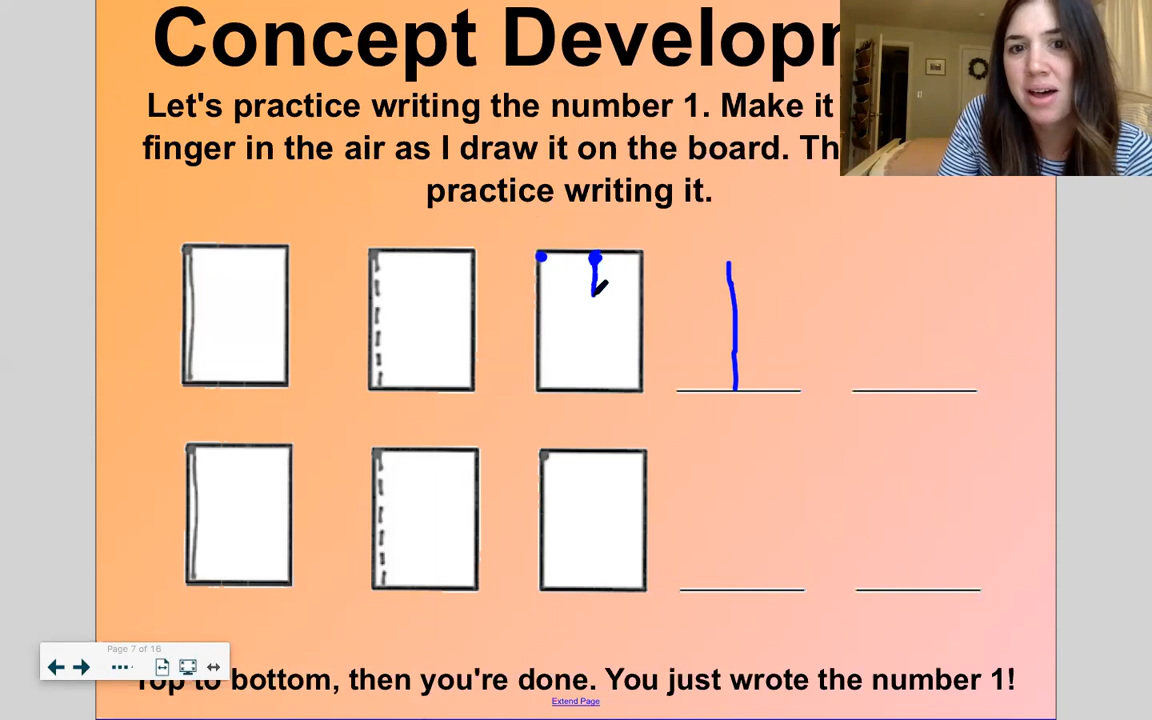 Concept Develop
Let's practice writing the number 1. Make it
finger in the air as I draw it on the board. Th
practice writing it.
Page 7 of 16
Top to bottom, then you're done. You just wrote the number 1!
Extend Page